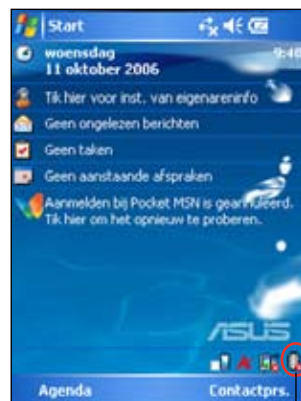 Start
woensdag
9:40
11 oktober 2006
Tik hier voor inst. van eigenareninfo
Geen ongelezen berichten
Geen taken
Geen aanstaande afspraken
Aanmelden bij Pocket MSN is geannuleerd.
Tik hier om het opnieuw te proberen.
ASUS
Agenda
Contactprs.